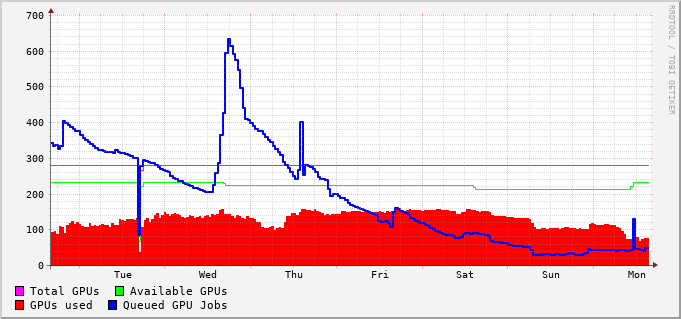 700
600
500
400
300
200
100
0
Tue Wed Thu Fri Sat Sun Mon
Total GPUs Available GPUs
GPUs used Queued GPU Jobs
RRDTOOL / TOBI OETIKER